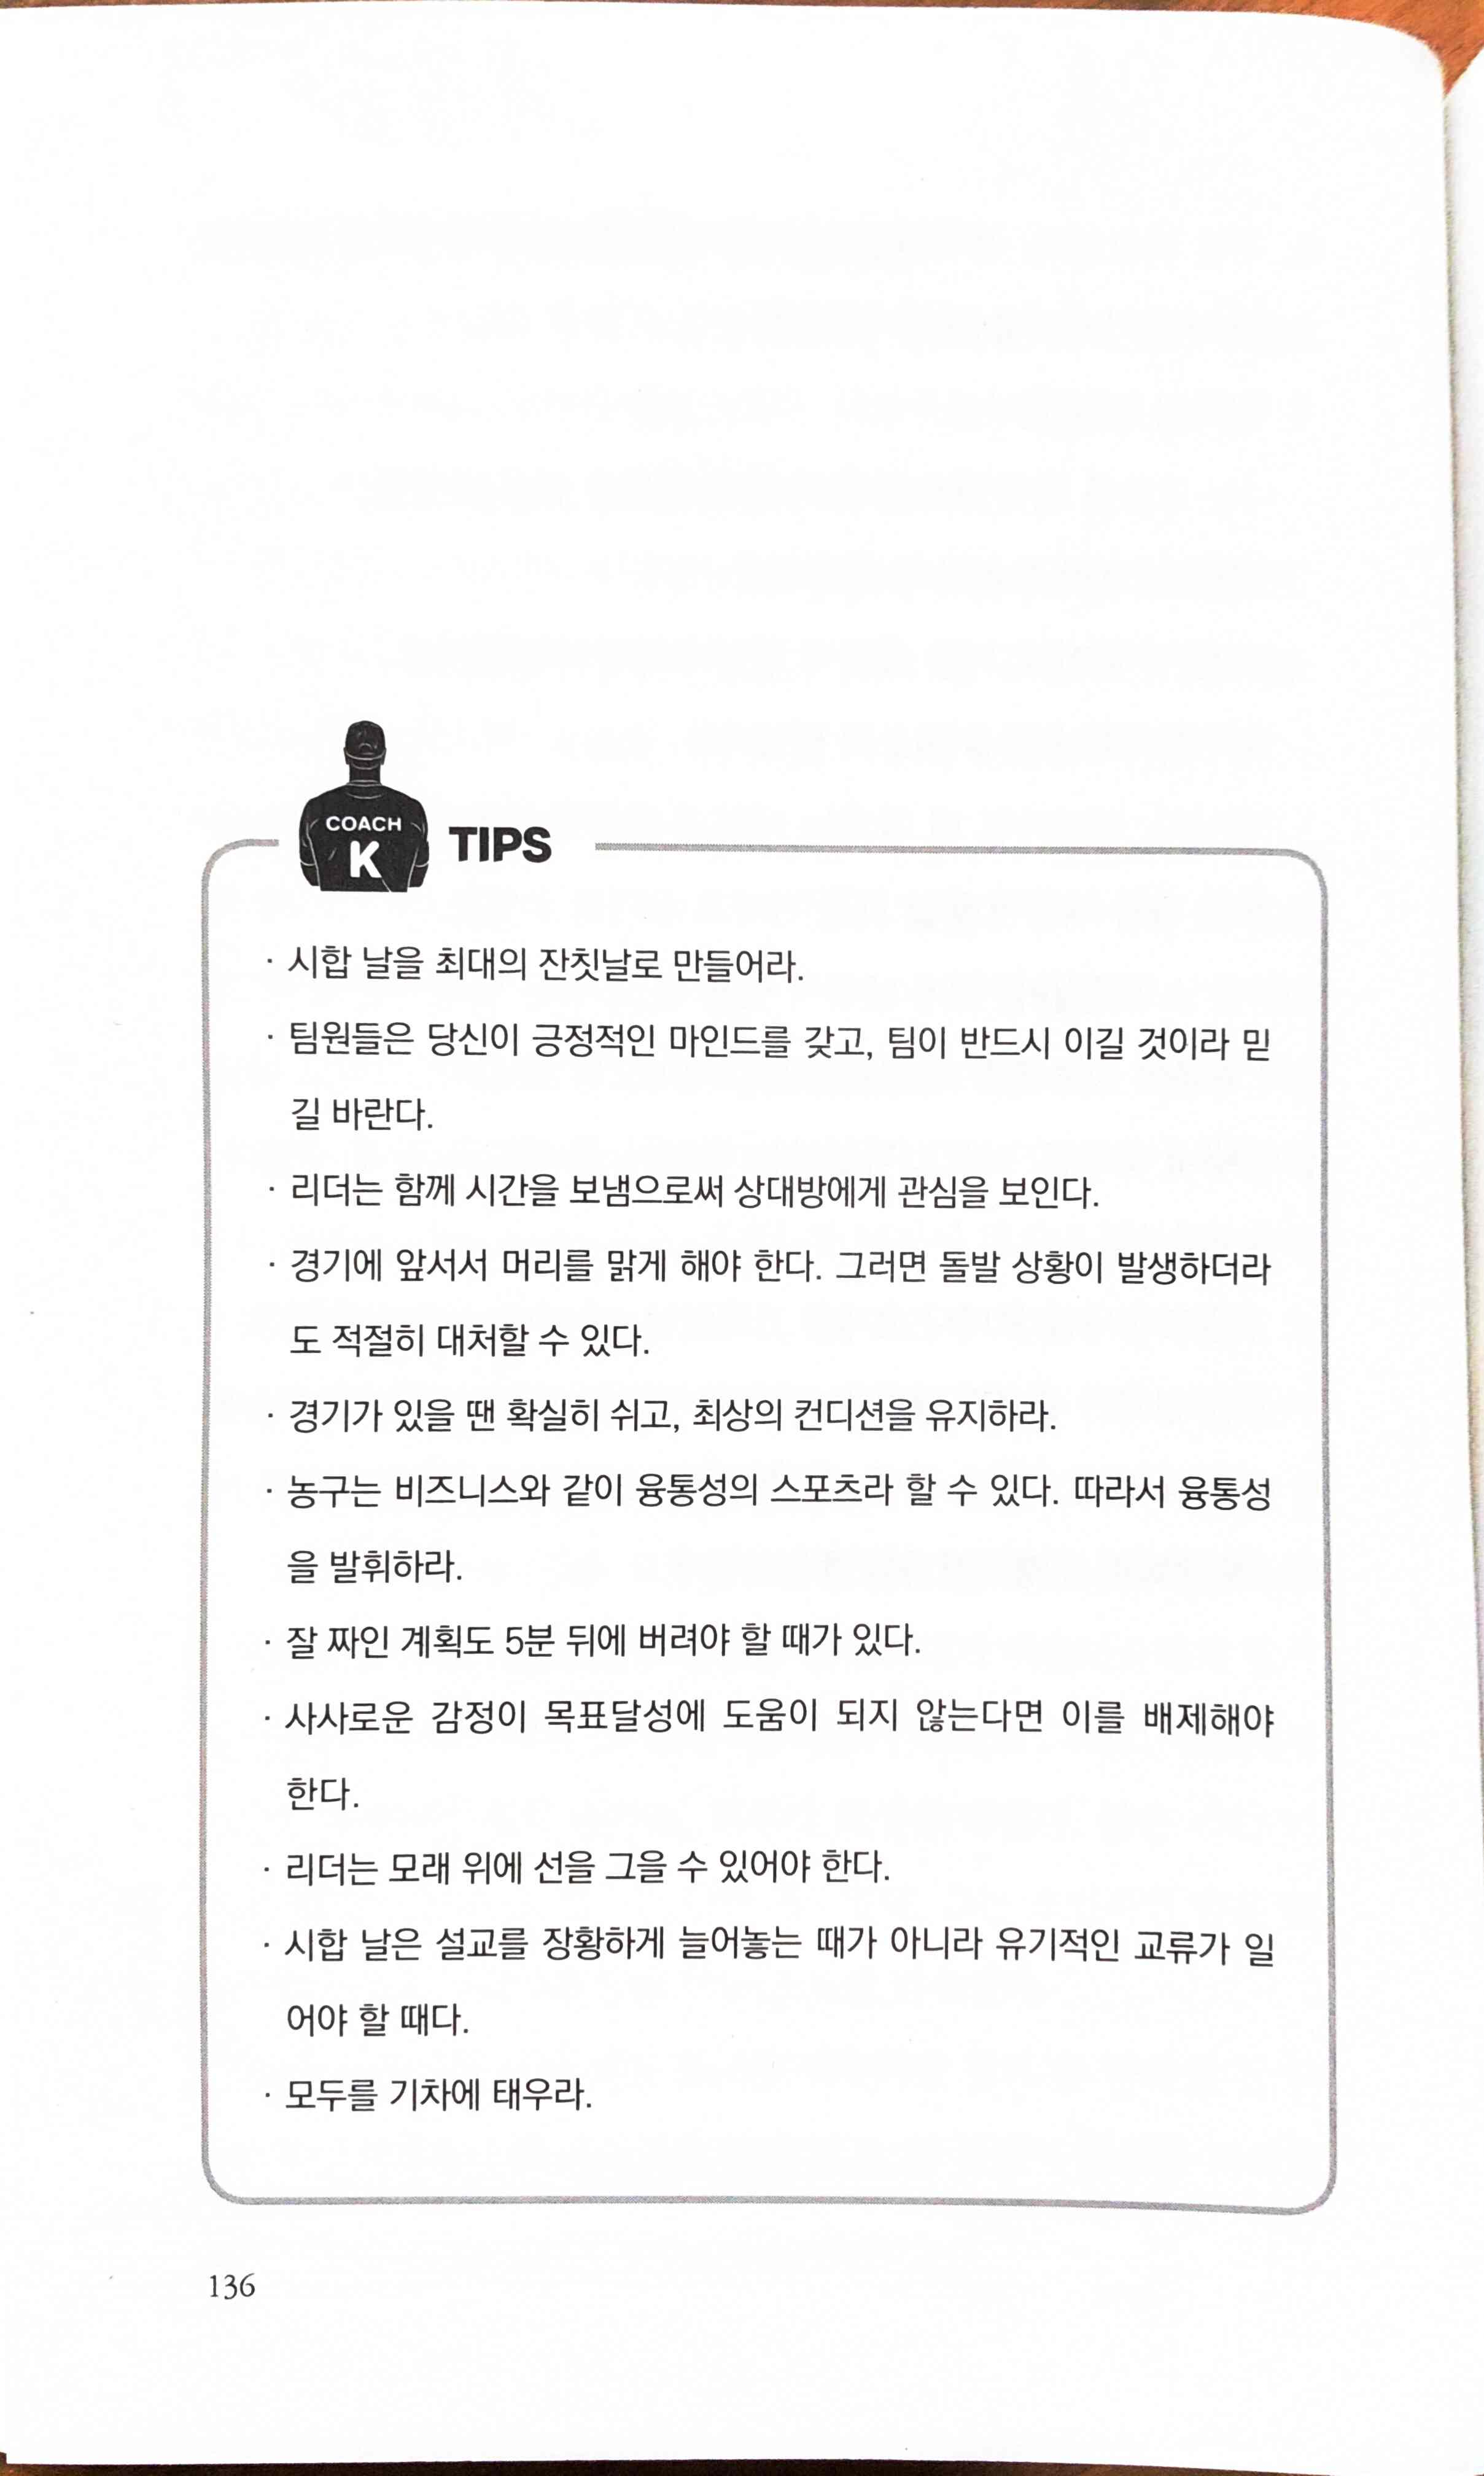 COACH
K
TIPS
· 시합 날을 최대의 잔칫날로 만들어라.
· 팀원들은 당신이 긍정적인 마인드를 갖고, 팀이 반드시 이길 것이라 믿
길 바란다.
· 리더는 함께 시간을 보냄으로써 상대방에게 관심을 보인다.
· 경기에 앞서서 머리를 맑게 해야 한다. 그러면 돌발 상황이 발생하더라
도 적절히 대처할 수 있다.
· 경기가 있을 땐 확실히 쉬고, 최상의 컨디션을 유지하라.
· 농구는 비즈니스와 같이 융통성의 스포츠라 할 수 있다. 따라서 융통성
을 발휘하라.
· 잘 짜인 계획도 5분 뒤에 버려야 할 때가 있다.
· 사사로운 감정이 목표달성에 도움이 되지 않는다면 이를 배제해야
한다.
· 리더는 모래 위에 선을 그을 수 있어야 한다.
· 시합 날은 설교를 장황하게 늘어놓는 때가 아니라 유기적인 교류가 일
어야 할 때다.
· 모두를 기차에 태우라.
136